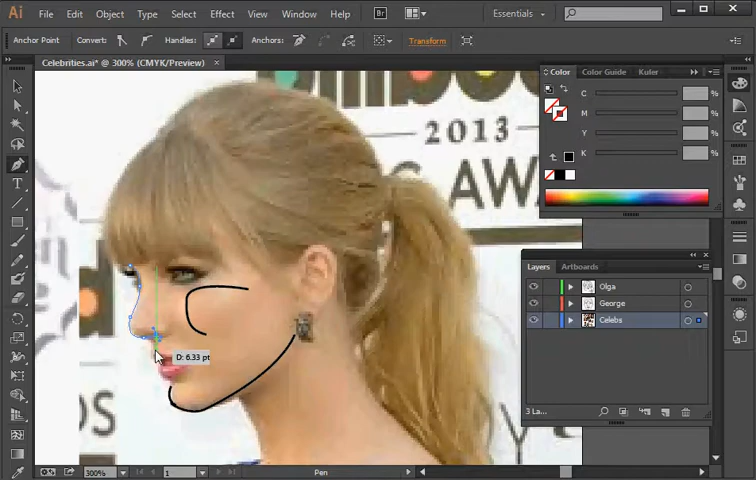 Ai File Edit Object Type Select Effect View Window Help Br Essentials
Anchor Point Convert: Handles: Anchors: Transform
Celebrities.ai* @ 300% (CMYK/Preview) ×
2013
AWA
Color Color Guide Kuler
C %
M %
Y %
K %
Layers Artboards
Olga
George
Celebs
3 La...
D: 6.33 pt
300% 1 Pen